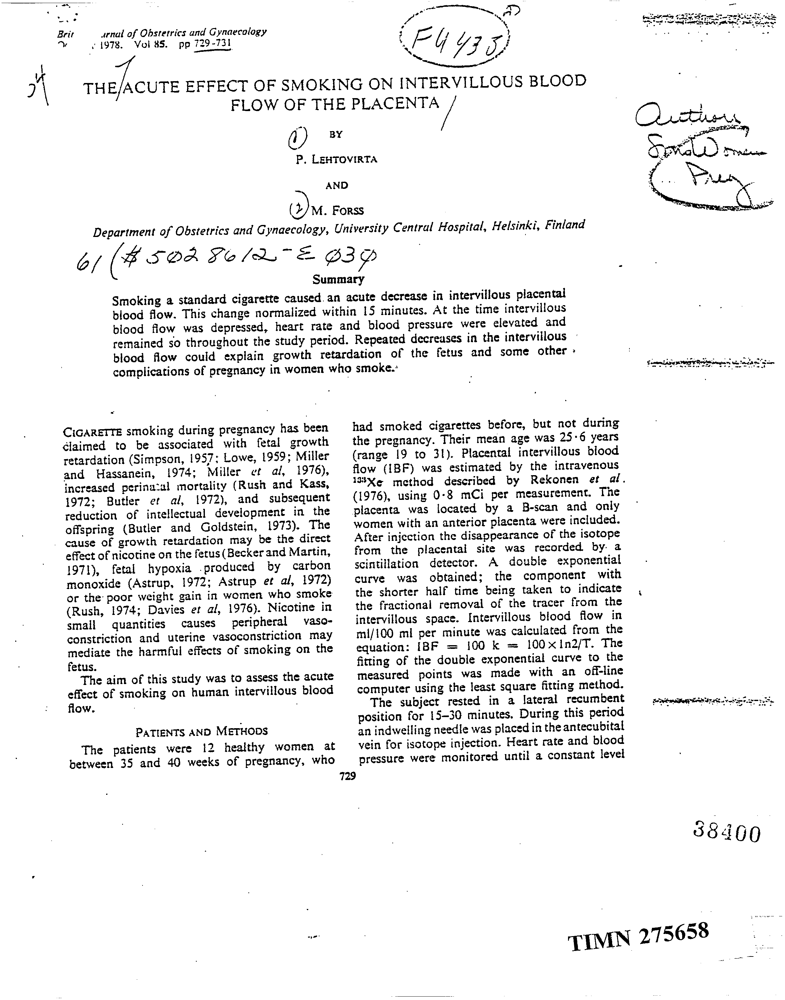 Brit   urnal of Obstetrics and Gynaecology
1978. Vol 85. pp 729-731
F4435
THE ACUTE EFFECT OF SMOKING ON INTERVILLOUS BLOOD
FLOW OF THE PLACENTA
(1) BY
P. LEHTOVIRTA
AND
(2) M. FORSS
Department of Obstetrics and Gynaecology, University Central Hospital, Helsinki, Finland
Authors
Women
Preg
61 (#5028612-E030
Summary
Smoking a standard cigarette caused an acute decrease in intervillous placental
blood flow. This change normalized within 15 minutes. At the time intervillous
blood flow was depressed, heart rate and blood pressure were elevated and
remained so throughout the study period. Repeated decreases in the intervillous
blood flow could explain growth retardation of the fetus and some other
complications of pregnancy in women who smoke.
CIGARETTE smoking during pregnancy has been
claimed to be associated with fetal growth
retardation (Simpson, 1957; Lowe, 1959; Miller
and Hassanein, 1974; Miller et al, 1976),
increased perinatal mortality (Rush and Kass,
1972; Butler et al, 1972), and subsequent
reduction of intellectual development in the
offspring (Butler and Goldstein, 1973). The
cause of growth retardation may be the direct
effect of nicotine on the fetus (Becker and Martin,
1971), fetal hypoxia produced by carbon
monoxide (Astrup, 1972; Astrup et al, 1972)
or the poor weight gain in women who smoke
(Rush, 1974; Davies et al, 1976). Nicotine in
small quantities causes peripheral vaso-
constriction and uterine vasoconstriction may
mediate the harmful effects of smoking on the
fetus.
The aim of this study was to assess the acute
effect of smoking on human intervillous blood
flow.
PATIENTS AND METHODS
The patients were 12 healthy women at
between 35 and 40 weeks of pregnancy, who
had smoked cigarettes before, but not during
the pregnancy. Their mean age was 25·6 years
(range 19 to 31). Placental intervillous blood
flow (IBF) was estimated by the intravenous
¹³³Xe method described by Rekonen et al.
(1976), using 0·8 mCi per measurement. The
placenta was located by a B-scan and only
women with an anterior placenta were included.
After injection the disappearance of the isotope
from the placental site was recorded by a
scintillation detector. A double exponential
curve was obtained; the component with
the shorter half time being taken to indicate
the fractional removal of the tracer from the
intervillous space. Intervillous blood flow in
ml/100 ml per minute was calculated from the
equation: IBF = 100 k = 100×ln2/T. The
fitting of the double exponential curve to the
measured points was made with an off-line
computer using the least square fitting method.
The subject rested in a lateral recumbent
position for 15–30 minutes. During this period
an indwelling needle was placed in the antecubital
vein for isotope injection. Heart rate and blood
pressure were monitored until a constant level
729
38400
TIMN 275658